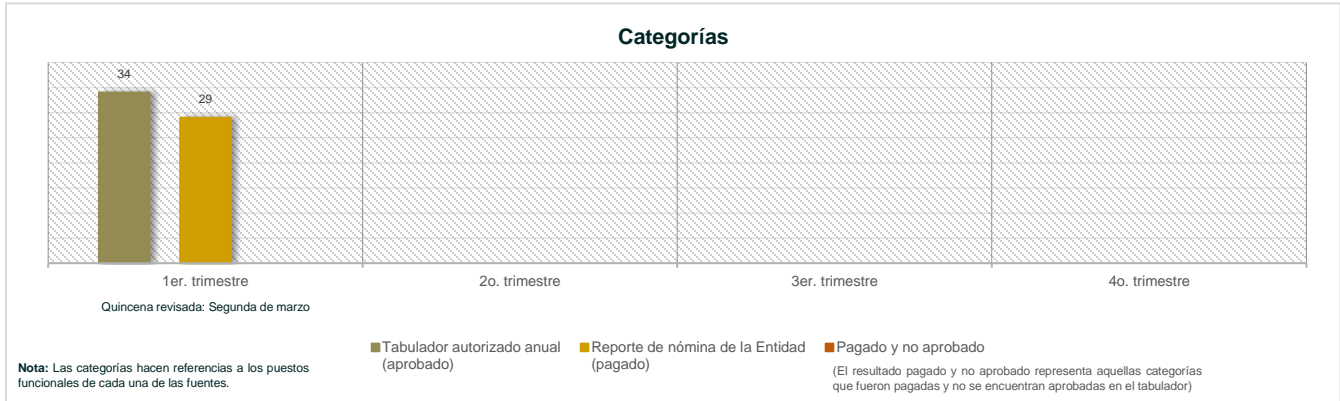 Categorías
34
29
1er. trimestre
2o. trimestre
3er. trimestre
4o. trimestre
Quincena revisada: Segunda de marzo
Tabulador autorizado anual
(aprobado)
Reporte de nómina de la Entidad
(pagado)
Pagado y no aprobado
(El resultado pagado y no aprobado representa aquellas categorías
que fueron pagadas y no se encuentran aprobadas en el tabulador)
Nota: Las categorías hacen referencias a los puestos
funcionales de cada una de las fuentes.